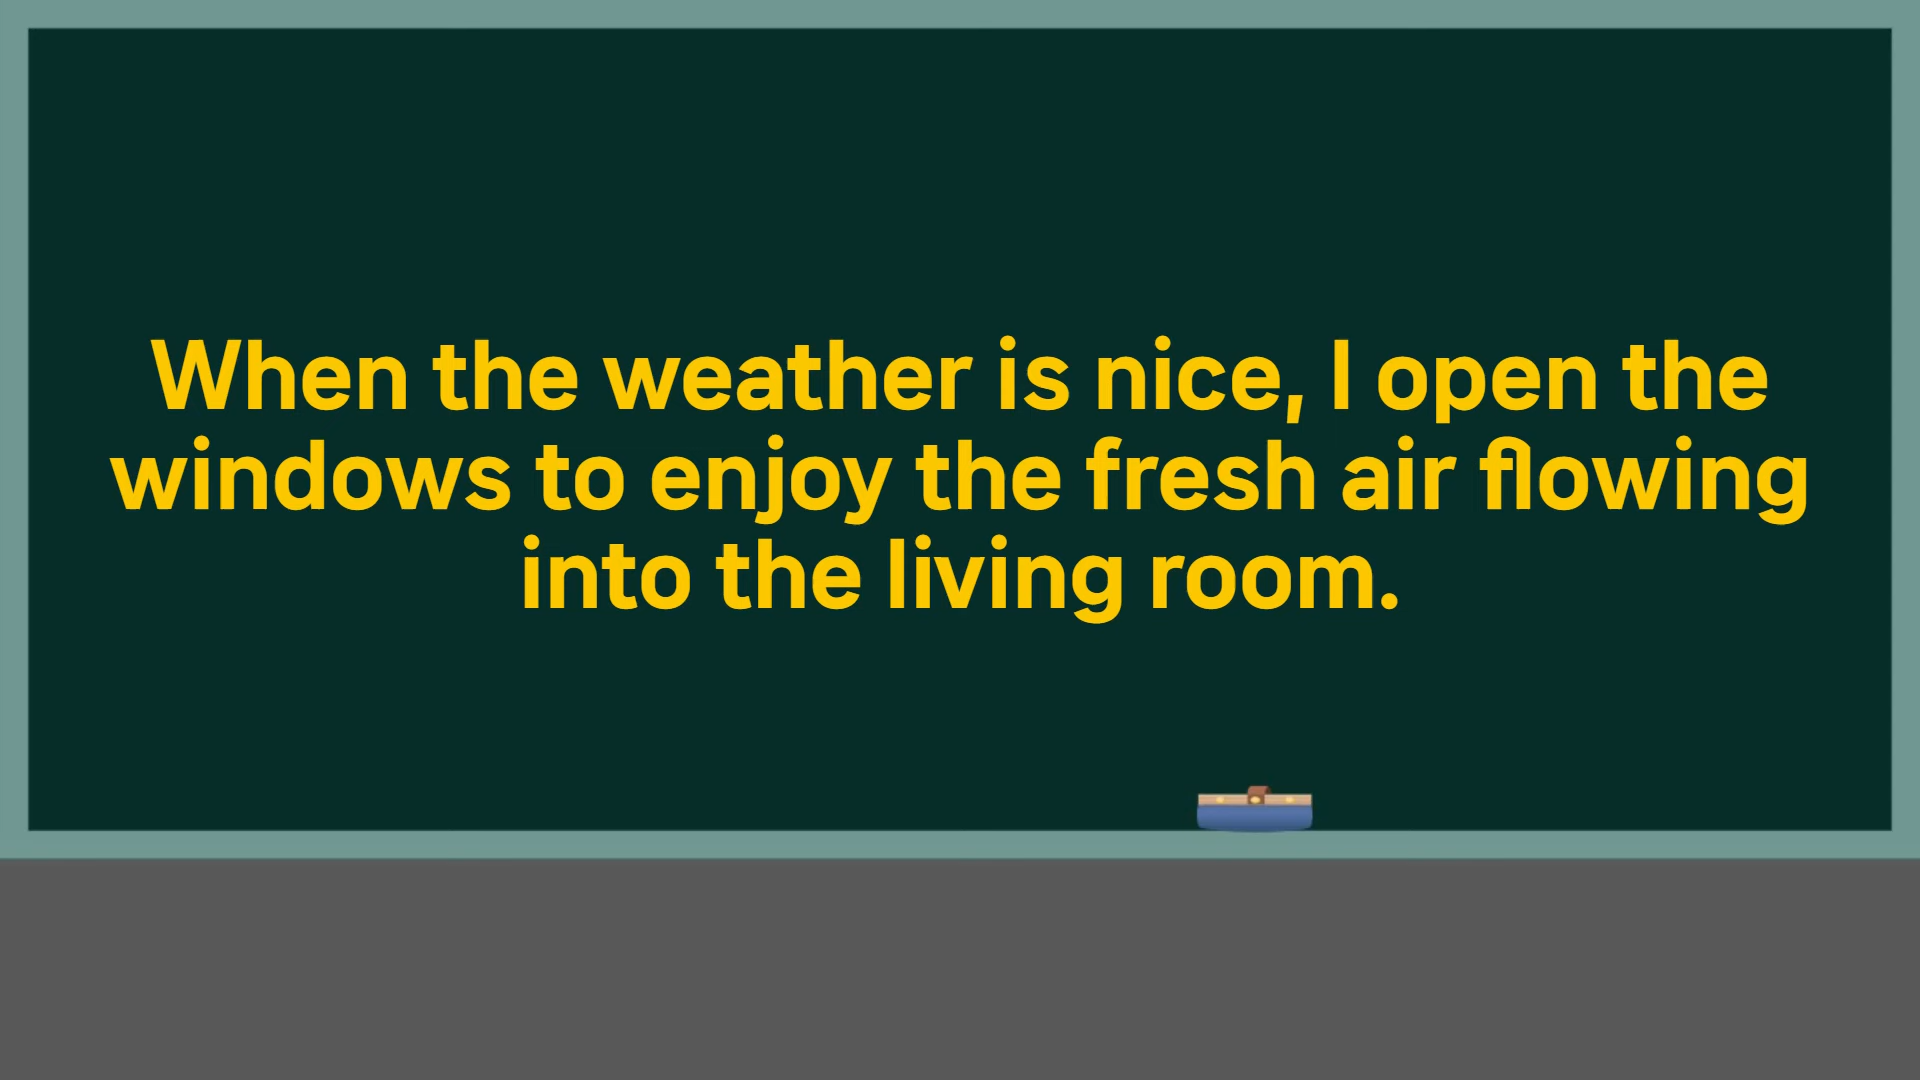 When the weather is nice, I open the
windows to enjoy the fresh air flowing
into the living room.